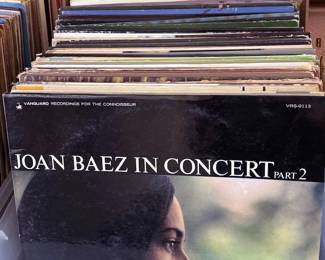 VANGUARD RECORDINGS FOR THE CONNOISSEUR VRS-9113
JOAN BAEZ IN CONCERT PART 2